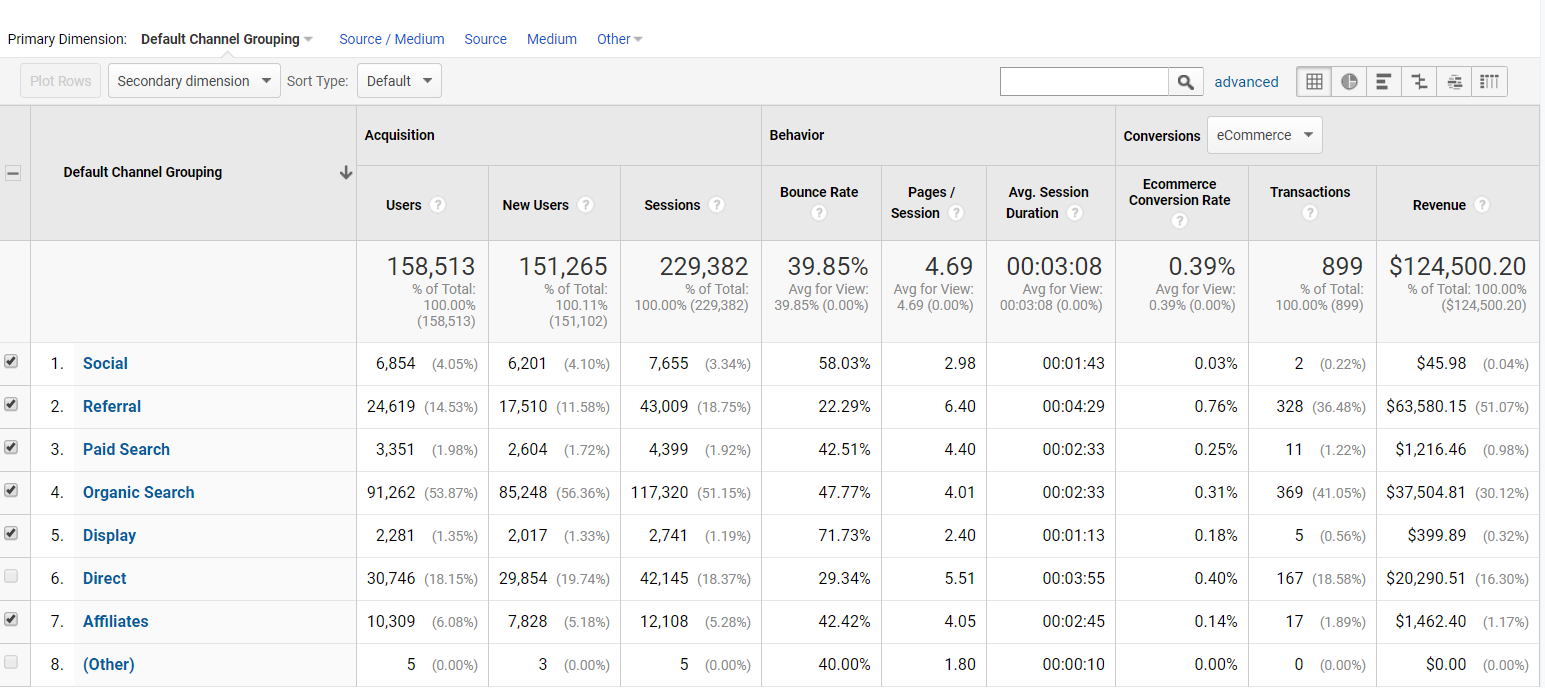 Primary Dimension: Default Channel Grouping Source / Medium Source Medium Other
Plot Rows Secondary dimension Sort Type: Default advanced
Acquisition Behavior Conversions eCommerce
Default Channel Grouping Users ? New Users ? Sessions ? Bounce Rate ? Pages / Session ? Avg. Session Duration ? Ecommerce Conversion Rate ? Transactions ? Revenue ?
158,513 151,265 229,382 39.85% 4.69 00:03:08 0.39% 899 $124,500.20
% of Total: 100.00% (158,513) % of Total: 100.11% (151,102) % of Total: 100.00% (229,382) Avg for View: 39.85% (0.00%) Avg for View: 4.69 (0.00%) Avg for View: 00:03:08 (0.00%) Avg for View: 0.39% (0.00%) % of Total: 100.00% (899) % of Total: 100.00% ($124,500.20)
1. Social 6,854 (4.05%) 6,201 (4.10%) 7,655 (3.34%) 58.03% 2.98 00:01:43 0.03% 2 (0.22%) $45.98 (0.04%)
2. Referral 24,619 (14.53%) 17,510 (11.58%) 43,009 (18.75%) 22.29% 6.40 00:04:29 0.76% 328 (36.48%) $63,580.15 (51.07%)
3. Paid Search 3,351 (1.98%) 2,604 (1.72%) 4,399 (1.92%) 42.51% 4.40 00:02:33 0.25% 11 (1.22%) $1,216.46 (0.98%)
4. Organic Search 91,262 (53.87%) 85,248 (56.36%) 117,320 (51.15%) 47.77% 4.01 00:02:33 0.31% 369 (41.05%) $37,504.81 (30.12%)
5. Display 2,281 (1.35%) 2,017 (1.33%) 2,741 (1.19%) 71.73% 2.40 00:01:13 0.18% 5 (0.56%) $399.89 (0.32%)
6. Direct 30,746 (18.15%) 29,854 (19.74%) 42,145 (18.37%) 29.34% 5.51 00:03:55 0.40% 167 (18.58%) $20,290.51 (16.30%)
7. Affiliates 10,309 (6.08%) 7,828 (5.18%) 12,108 (5.28%) 42.42% 4.05 00:02:45 0.14% 17 (1.89%) $1,462.40 (1.17%)
8. (Other) 5 (0.00%) 3 (0.00%) 5 (0.00%) 40.00% 1.80 00:00:10 0.00% 0 (0.00%) $0.00 (0.00%)